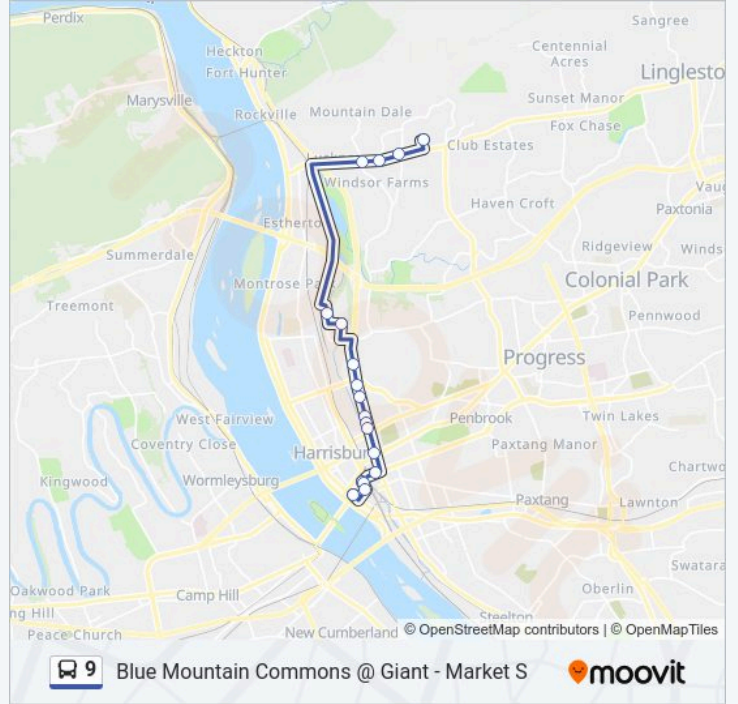 Perdix
Sangree
Heckton
Fort Hunter
Centennial
Acres
Linglesto
Marysville
Rockville
Mountain Dale
Sunset Manor
Fox Chase
Club Estates
Windsor Farms
Vaug
Haven Croft
Paxtonia
Estherto
Summerdale
Ridgeview
Winds
Montrose Pa
Colonial Park
Treemont
Pennwood
Progress
West Fairview
Penbrook
Twin Lakes
Coventry Close
Harrisbur
Paxtang Manor
Chartwo
Kingwood
Wormleysburg
Paxtang
Lawnton
Swatara
Oakwood Park
Camp Hill
Oberlin
ng Hill
Steelton
Peace Church
New Cumberland
© OpenStreetMap contributors | © OpenMapTiles
9 Blue Mountain Commons @ Giant - Market S
moovit